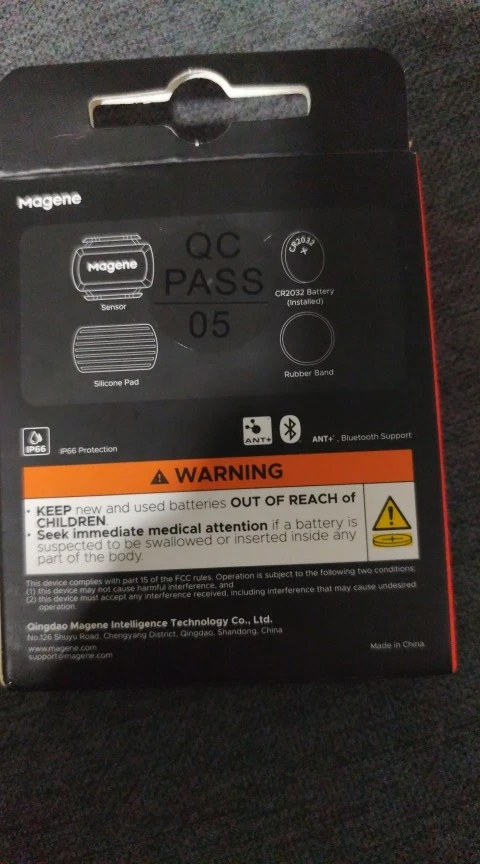 Magene
QC
PASS
05
Magene
Sensor
CR2032
+
CR2032 Battery
(Installed)
Silicone Pad
Rubber Band
IP66
IP66 Protection
ANT+
ANT+, Bluetooth Support
WARNING
· KEEP new and used batteries OUT OF REACH of
CHILDREN.
· Seek immediate medical attention if a battery is
suspected to be swallowed or inserted inside any
part of the body.
This device complies with part 15 of the FCC rules. Operation is subject to the following two conditions:
(1) this device may not cause harmful interference, and
(2) this device must accept any interference received, including interference that may cause undesired
operation.
Qingdao Magene Intelligence Technology Co., Ltd.
No.126 Shuyu Road, Chengyang District, Qingdao, Shandong, China
www.magene.com
support@magene.com
Made in China.